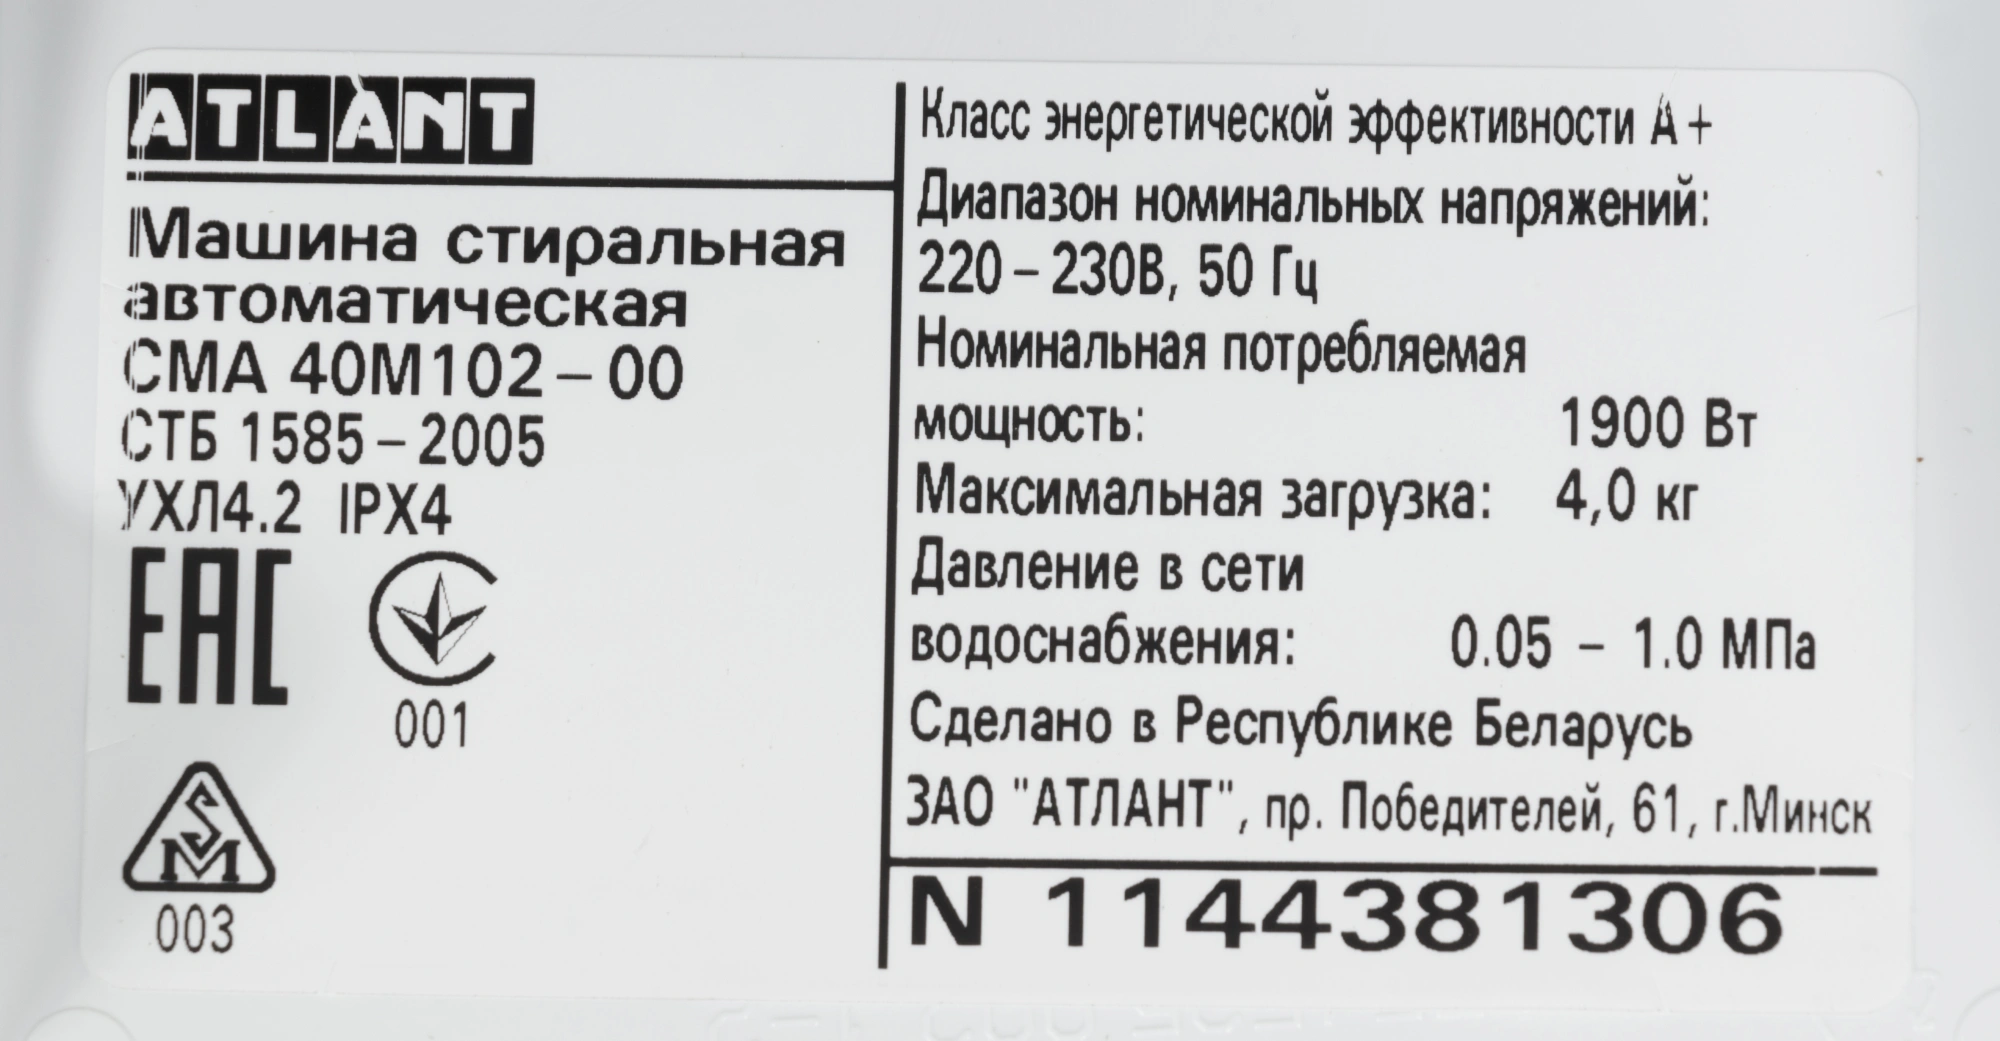 ATLANT
Машина стиральная
автоматическая
СМА 40М102-00
СТБ 1585-2005
УХЛ4.2 IPX4
EAC
001
SM
003
Класс энергетической эффективности А+
Диапазон номинальных напряжений:
220-230В, 50 Гц
Номинальная потребляемая
мощность: 1900 Вт
Максимальная загрузка: 4,0 кг
Давление в сети
водоснабжения: 0.05 - 1.0 МПа
Сделано в Республике Беларусь
ЗАО "АТЛАНТ", пр. Победителей, 61, г.Минск
N 1144381306